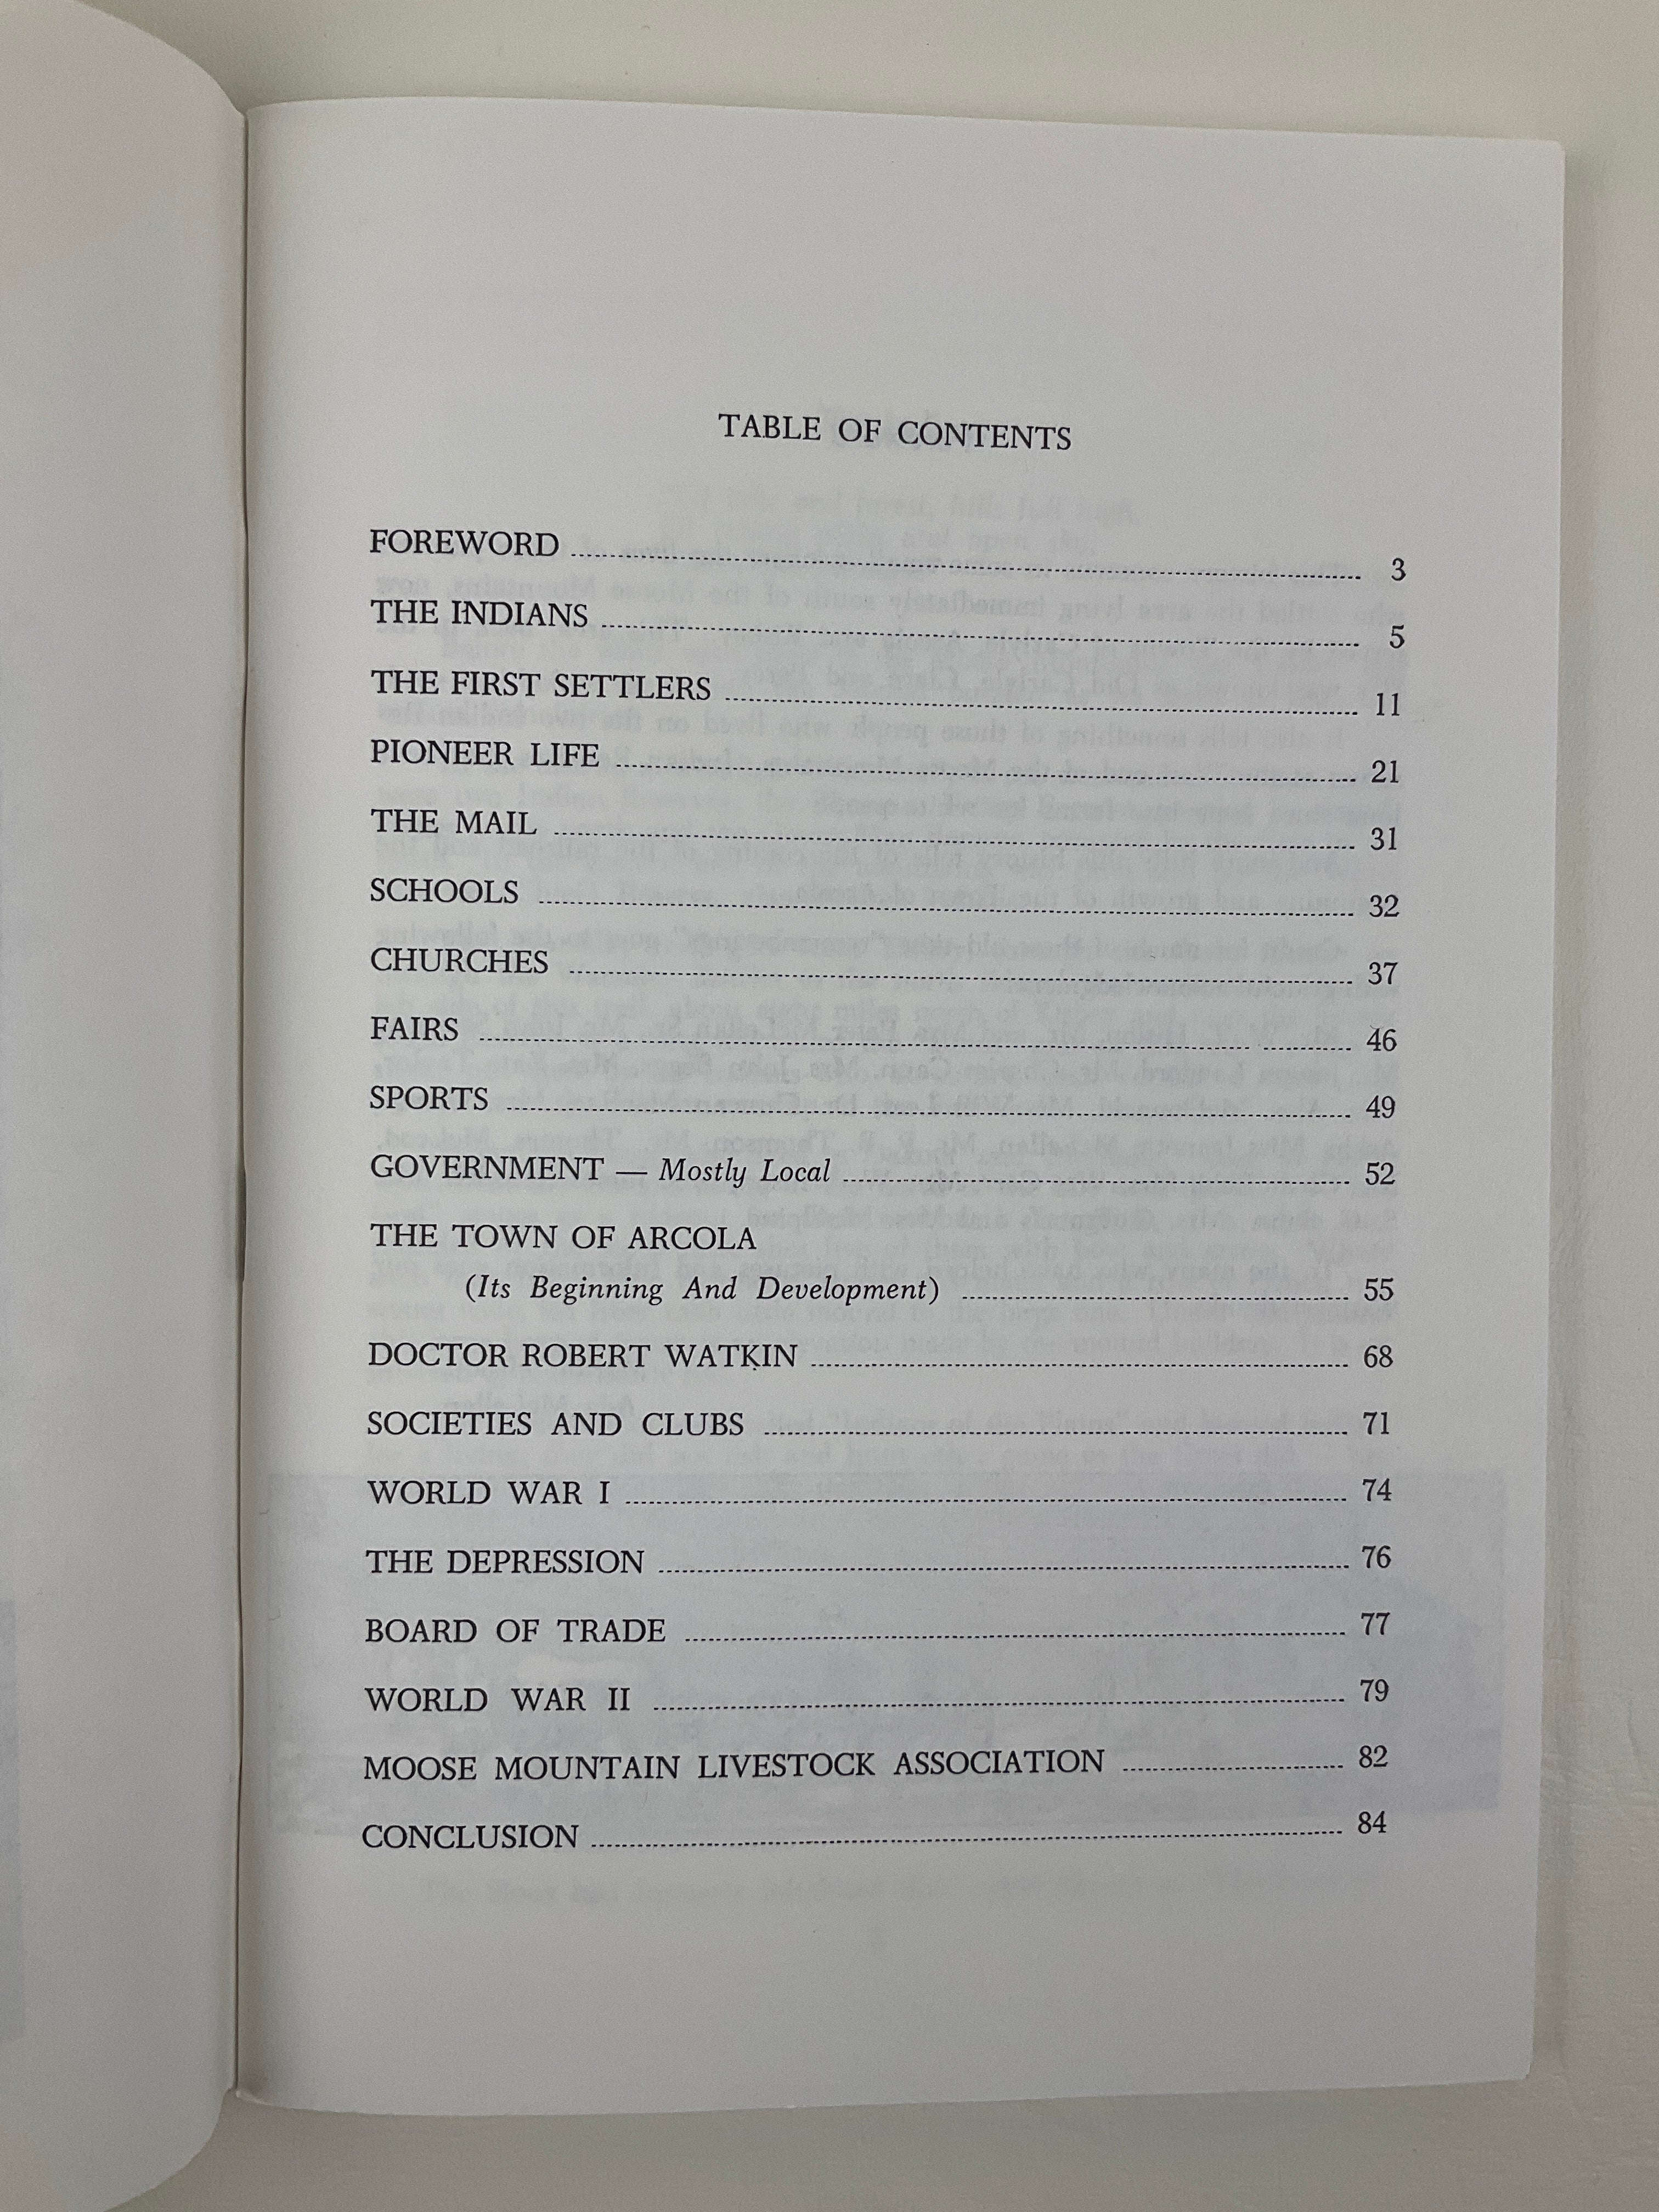 TABLE OF CONTENTS
FOREWORD ........ 3
THE INDIANS ........ 5
THE FIRST SETTLERS ........ 11
PIONEER LIFE ........ 21
THE MAIL ........ 31
SCHOOLS ........ 32
CHURCHES ........ 37
FAIRS ........ 46
SPORTS ........ 49
GOVERNMENT — Mostly Local ........ 52
THE TOWN OF ARCOLA
(Its Beginning And Development) ........ 55
DOCTOR ROBERT WATKIN ........ 68
SOCIETIES AND CLUBS ........ 71
WORLD WAR I ........ 74
THE DEPRESSION ........ 76
BOARD OF TRADE ........ 77
WORLD WAR II ........ 79
MOOSE MOUNTAIN LIVESTOCK ASSOCIATION ........ 82
CONCLUSION ........ 84